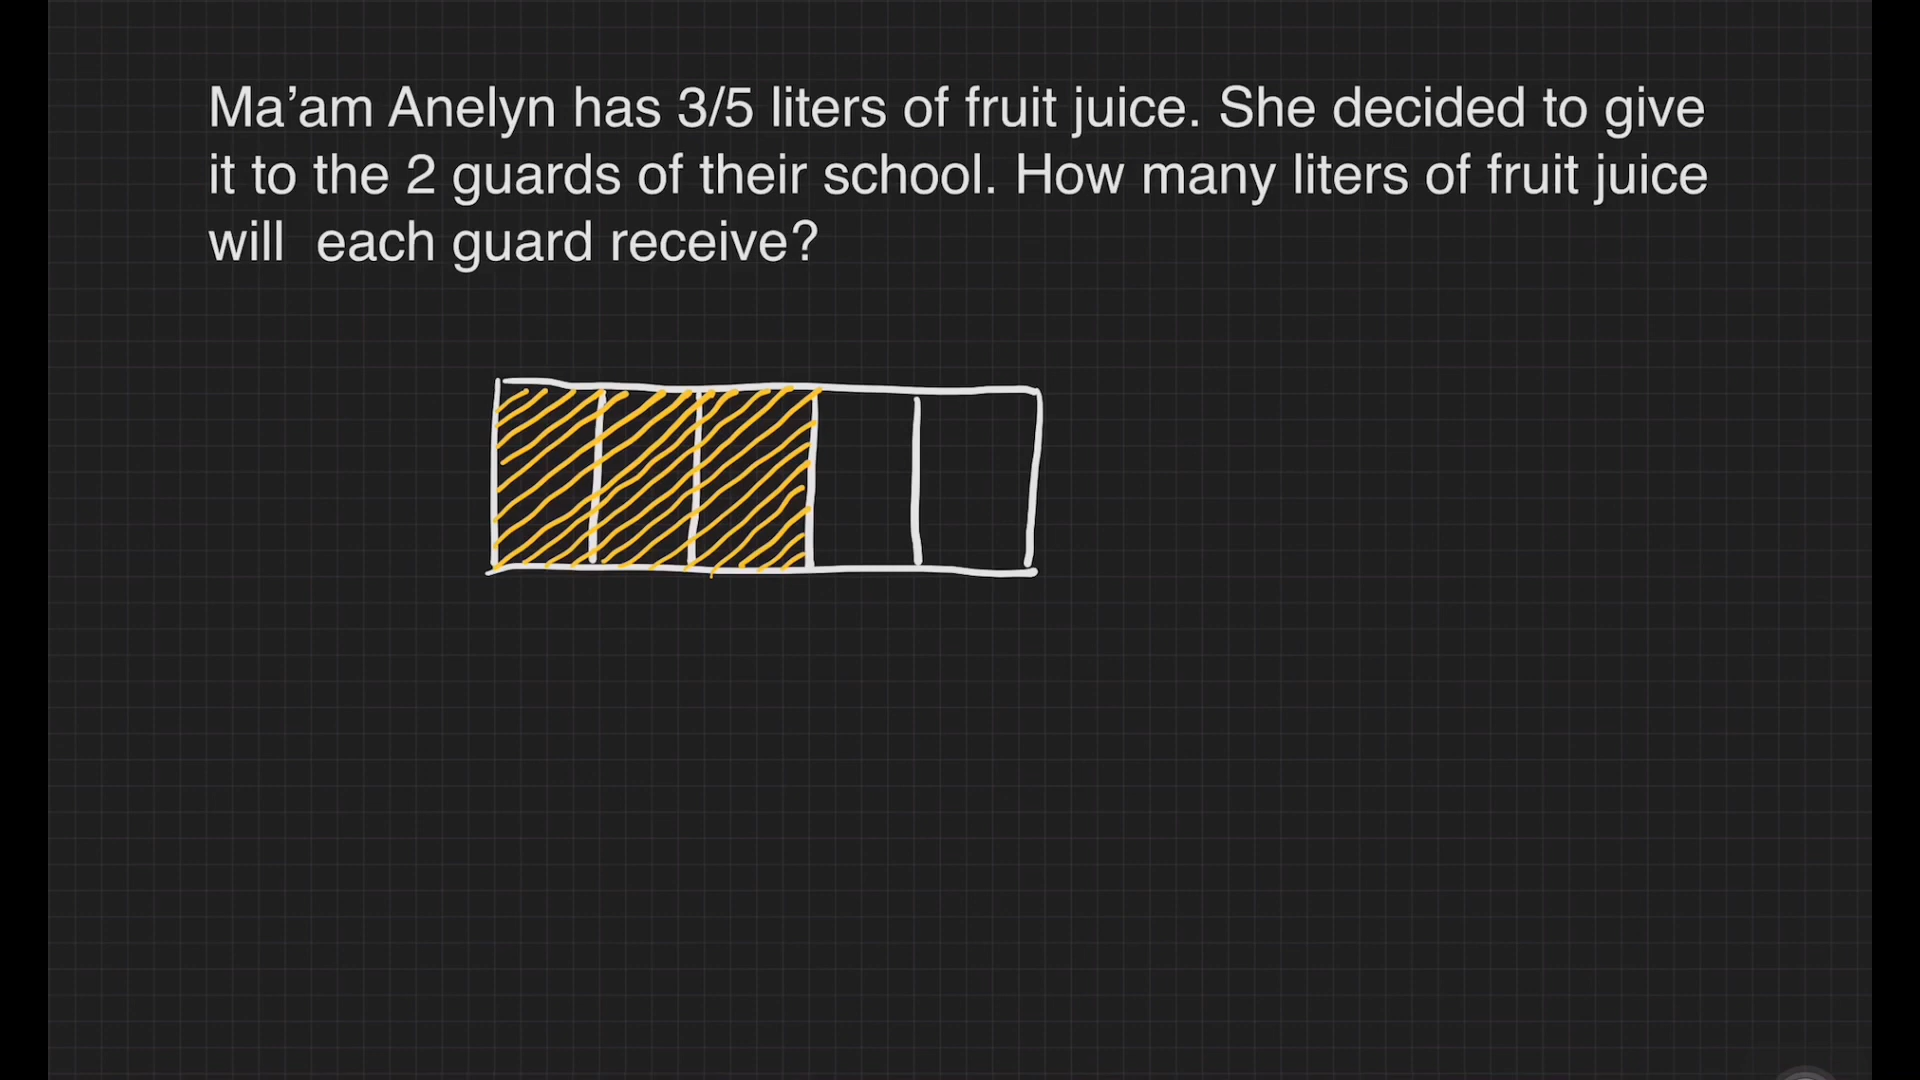 Ma’am Anelyn has 3/5 liters of fruit juice. She decided to give
it to the 2 guards of their school. How many liters of fruit juice
will  each guard receive?